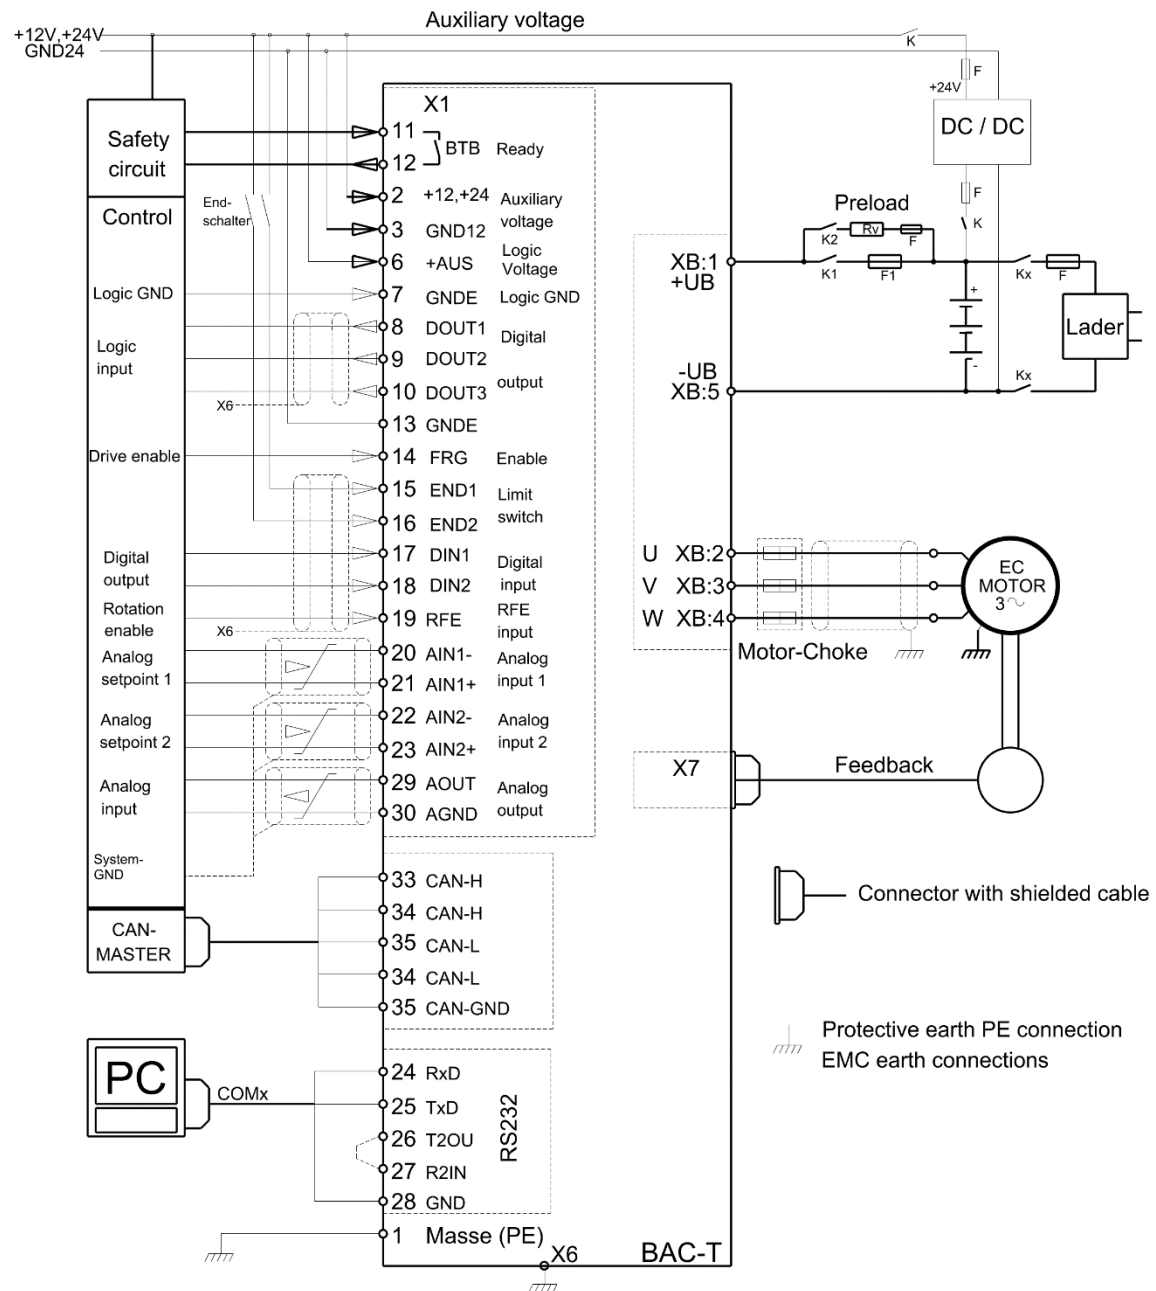 Auxiliary voltage
+12V,+24V
GND24
K
F
+24V
DC / DC
F
K
Safety
circuit
Control
End-
schalter
Logic GND
Logic
input
X6
Drive enable
Digital
output
Rotation
enable
X6
Analog
setpoint 1
Analog
setpoint 2
Analog
input
System-
GND
CAN-
MASTER
PC
COMx
X1
11
12 BTB Ready
2 +12,+24 Auxiliary
voltage
3 GND12
6 +AUS Logic
Voltage
7 GNDE Logic GND
8 DOUT1 Digital
9 DOUT2
output
10 DOUT3
13 GNDE
14 FRG Enable
15 END1 Limit
switch
16 END2
17 DIN1 Digital
input
18 DIN2
19 RFE RFE
input
20 AIN1- Analog
input 1
21 AIN1+
22 AIN2- Analog
input 2
23 AIN2+
29 AOUT Analog
output
30 AGND
33 CAN-H
34 CAN-H
35 CAN-L
34 CAN-L
35 CAN-GND
24 RxD
25 TxD
26 T2OU
27 R2IN
28 GND
RS232
1 Masse (PE)
X6
BAC-T
Preload
K2 Rv F
K1 F1
XB:1
+UB
+
-
Kx F
Lader
Kx
-UB
XB:5
U XB:2
V XB:3
W XB:4
Motor-Choke
EC
MOTOR
3
X7
Feedback
Connector with shielded cable
Protective earth PE connection
EMC earth connections